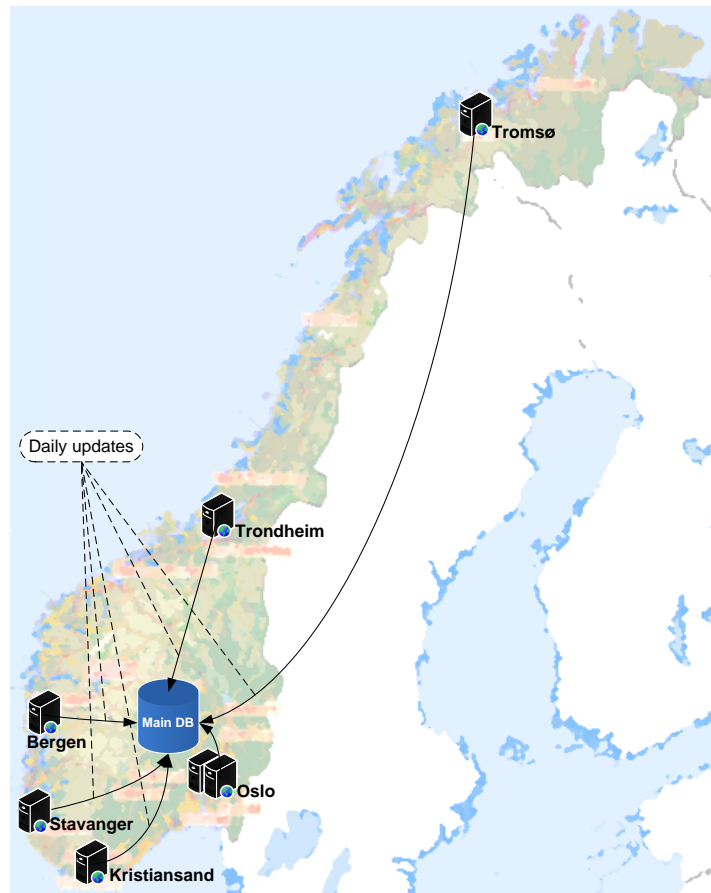 Tromsø
Daily updates
Trondheim
Main DB
Bergen
Oslo
Stavanger
Kristiansand